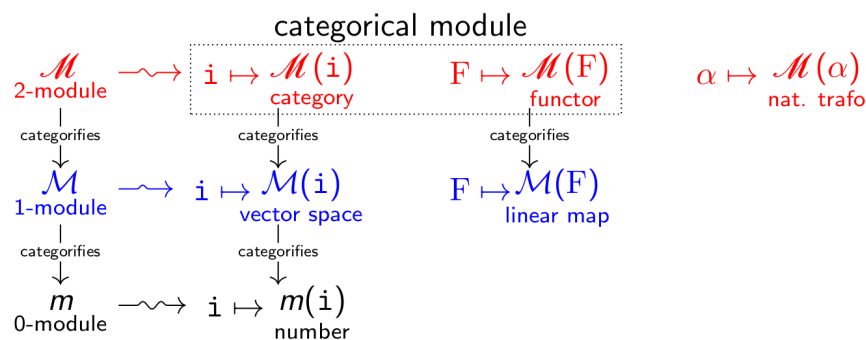 categorical module
ℳ ⟿ i ↦ ℳ(i) F ↦ ℳ(F) α ↦ ℳ(α)
2-module category functor nat. trafo
categorifies categorifies categorifies
M ⟿ i ↦ M(i) F ↦ M(F)
1-module vector space linear map
categorifies categorifies
m ⟿ i ↦ m(i)
0-module number